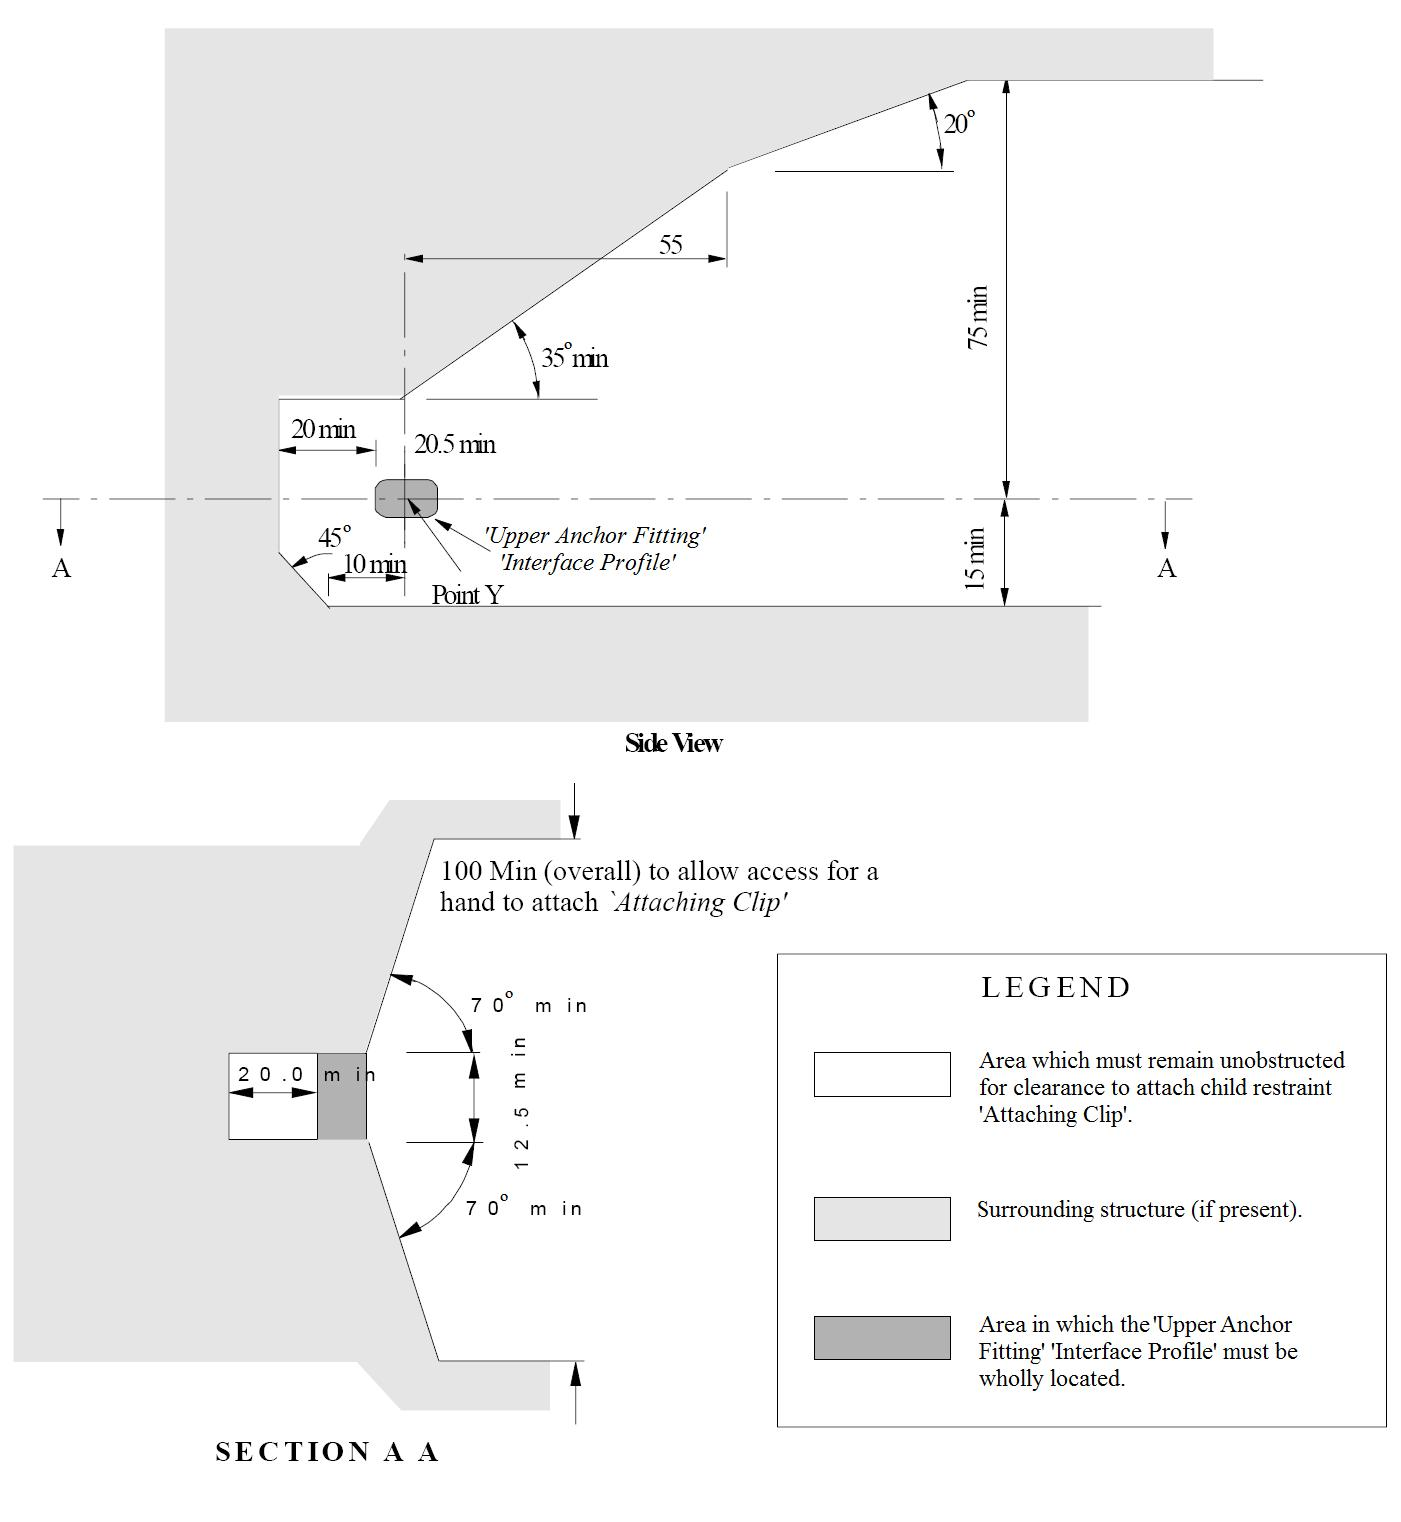 20°
55
75 min
35° min
20 min
20.5 min
45°
'Upper Anchor Fitting'
'Interface Profile'
10 min
15 min
A
A
Point Y
Side View
100 Min (overall) to allow access for a
hand to attach `Attaching Clip'
70° min
12.5 min
20.0 min
70° min
SECTION A A
LEGEND
Area which must remain unobstructed
for clearance to attach child restraint
'Attaching Clip'.
Surrounding structure (if present).
Area in which the 'Upper Anchor
Fitting' 'Interface Profile' must be
wholly located.